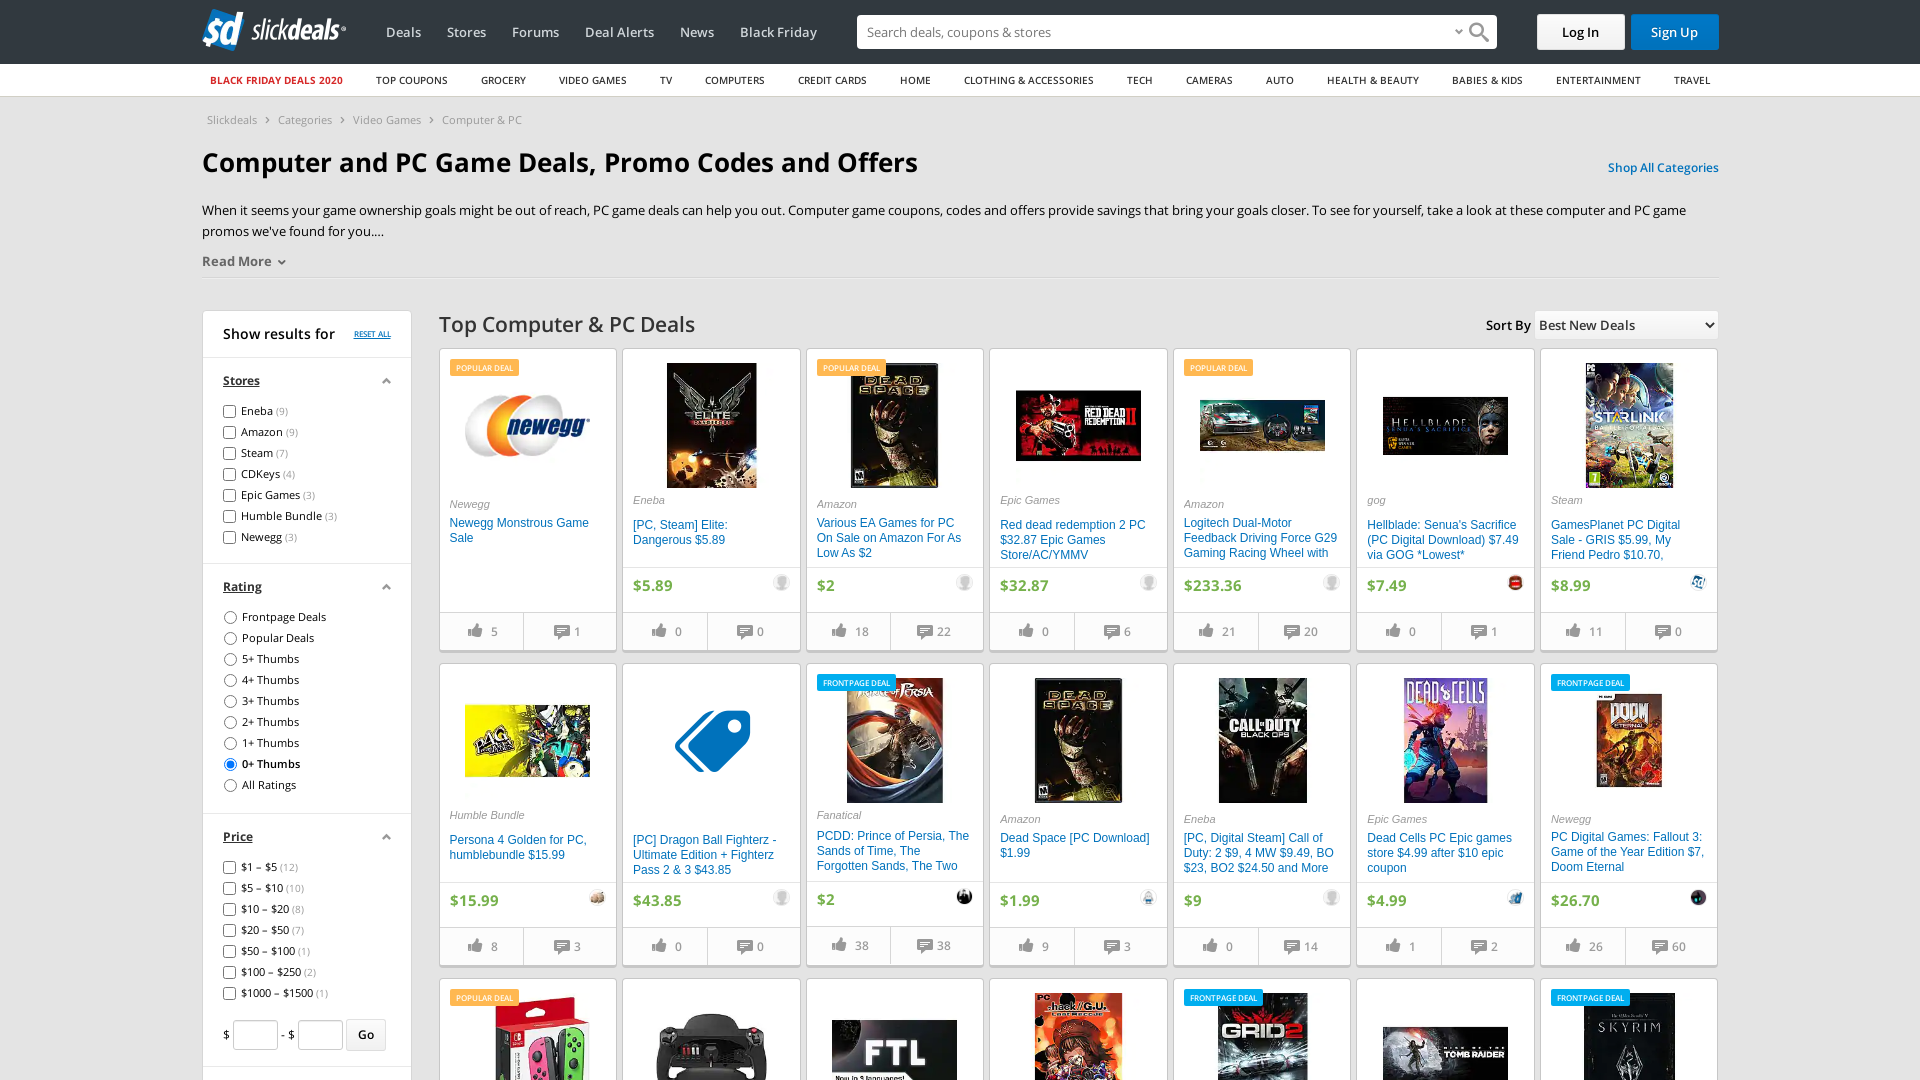 slickdeals
Deals
Stores
Forums
Deal Alerts
News
Black Friday
Search deals, coupons & stores
Log In
Sign Up
BLACK FRIDAY DEALS 2020
TOP COUPONS
GROCERY
VIDEO GAMES
TV
COMPUTERS
CREDIT CARDS
HOME
CLOTHING & ACCESSORIES
TECH
CAMERAS
AUTO
HEALTH & BEAUTY
BABIES & KIDS
ENTERTAINMENT
TRAVEL
Slickdeals > Categories > Video Games > Computer & PC
Computer and PC Game Deals, Promo Codes and Offers
Shop All Categories
When it seems your game ownership goals might be out of reach, PC game deals can help you out. Computer game coupons, codes and offers provide savings that bring your goals closer. To see for yourself, take a look at these computer and PC game
promos we've found for you....
Read More
Show results for
RESET ALL
Stores
Eneba (9)
Amazon (9)
Steam (7)
CDKeys (4)
Epic Games (3)
Humble Bundle (3)
Newegg (3)
Rating
Frontpage Deals
Popular Deals
5+ Thumbs
4+ Thumbs
3+ Thumbs
2+ Thumbs
1+ Thumbs
0+ Thumbs
All Ratings
Price
$1 – $5 (12)
$5 – $10 (10)
$10 – $20 (8)
$20 – $50 (7)
$50 – $100 (1)
$100 – $250 (2)
$1000 – $1500 (1)
$ - $ Go
Top Computer & PC Deals
Sort By
Best New Deals
POPULAR DEAL
newegg
Newegg
Newegg Monstrous Game
Sale
5
1
ELITE
Eneba
[PC, Steam] Elite:
Dangerous $5.89
$5.89
0
0
POPULAR DEAL
DEAD
SPACE
Amazon
Various EA Games for PC
On Sale on Amazon For As
Low As $2
$2
18
22
RED DEAD
REDEMPTION II
Epic Games
Red dead redemption 2 PC
$32.87 Epic Games
Store/AC/YMMV
$32.87
0
6
POPULAR DEAL
Amazon
Logitech Dual-Motor
Feedback Driving Force G29
Gaming Racing Wheel with
$233.36
21
20
HELLBLADE
SENUA'S SACRIFICE
gog
Hellblade: Senua's Sacrifice
(PC Digital Download) $7.49
via GOG *Lowest*
$7.49
0
1
PC
STARLINK
BATTLE FOR ATLAS
7
Steam
GamesPlanet PC Digital
Sale - GRIS $5.99, My
Friend Pedro $10.70,
$8.99
11
0
P4G
Humble Bundle
Persona 4 Golden for PC,
humblebundle $15.99
$15.99
8
3
[PC] Dragon Ball Fighterz -
Ultimate Edition + Fighterz
Pass 2 & 3 $43.85
$43.85
0
0
FRONTPAGE DEAL
PERSIA
Fanatical
PCDD: Prince of Persia, The
Sands of Time, The
Forgotten Sands, The Two
$2
38
38
DEAD
SPACE
Amazon
Dead Space [PC Download]
$1.99
$1.99
9
3
CALL OF DUTY
BLACK OPS
Eneba
[PC, Digital Steam] Call of
Duty: 2 $9, 4 MW $9.49, BO
$23, BO2 $24.50 and More
$9
0
14
DEAD CELLS
Epic Games
Dead Cells PC Epic games
store $4.99 after $10 epic
coupon
$4.99
1
2
FRONTPAGE DEAL
DOOM
ETERNAL
Newegg
PC Digital Games: Fallout 3:
Game of the Year Edition $7,
Doom Eternal
$26.70
26
60
POPULAR DEAL
FTL
Now in 9 languages!
PC
.hack//G.U.
Last Recode
FRONTPAGE DEAL
GRID 2
RISE OF THE
TOMB RAIDER
FRONTPAGE DEAL
SKYRIM